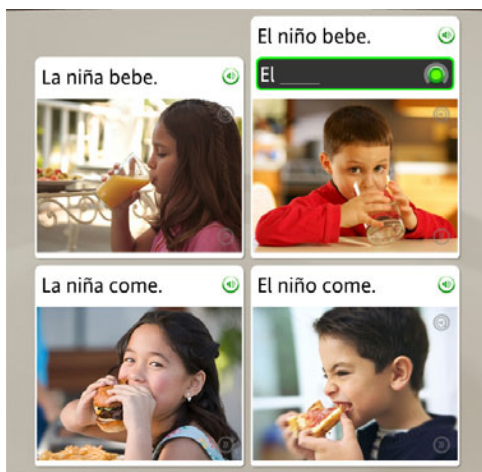 La niña bebe.
El niño bebe.
El ____
La niña come.
El niño come.